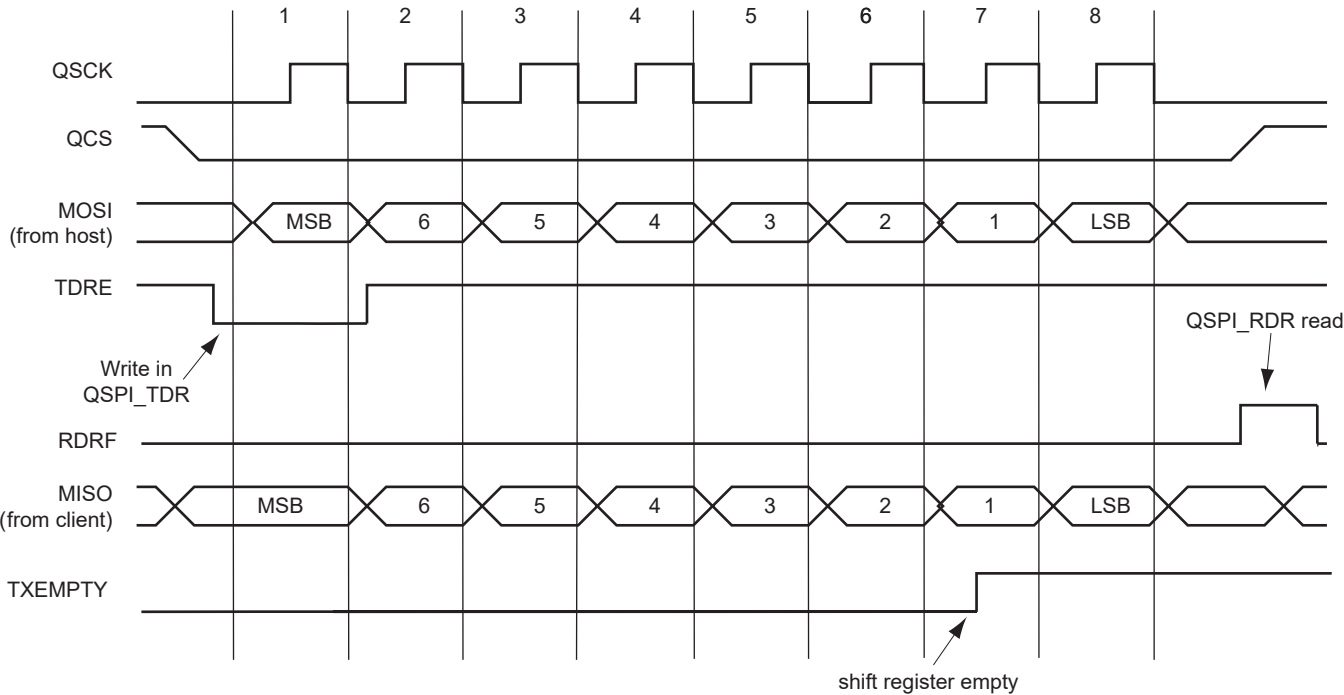 1 2 3 4 5 6 7 8
QSCK
QCS
MOSI
(from host)
MSB 6 5 4 3 2 1 LSB
TDRE
QSPI_RDR read
Write in
QSPI_TDR
RDRF
MISO
(from client)
MSB 6 5 4 3 2 1 LSB
TXEMPTY
shift register empty